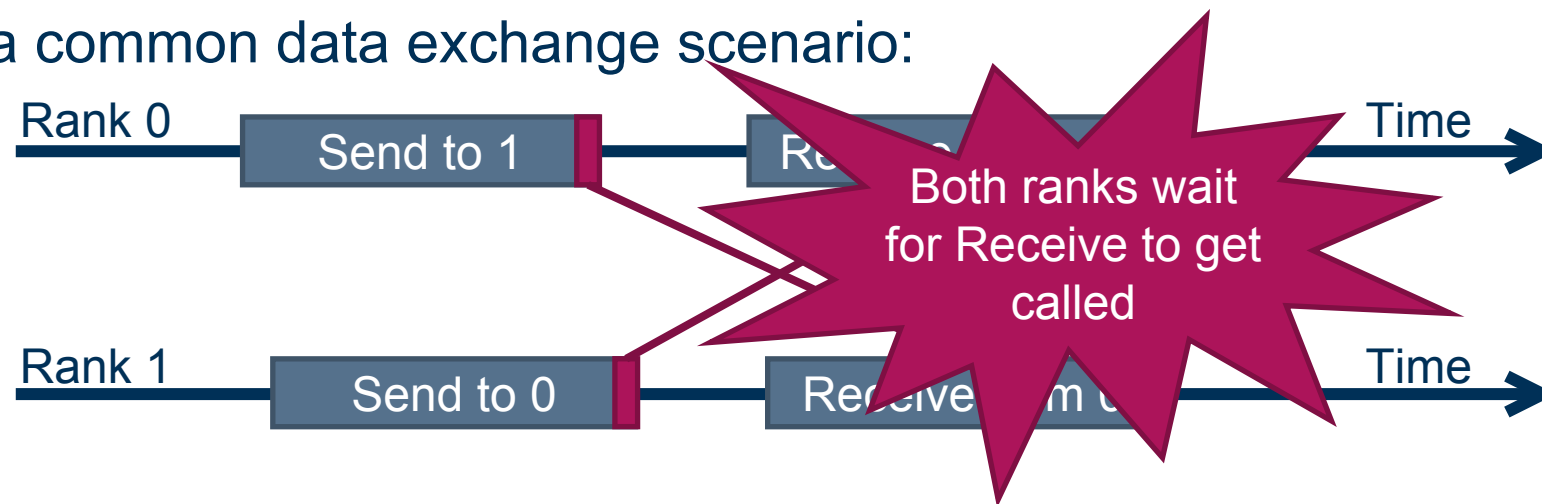 a common data exchange scenario:
Rank 0
Time
Send to 1
Both ranks wait
for Receive to get
called
Rank 1
Time
Send to 0
Receive